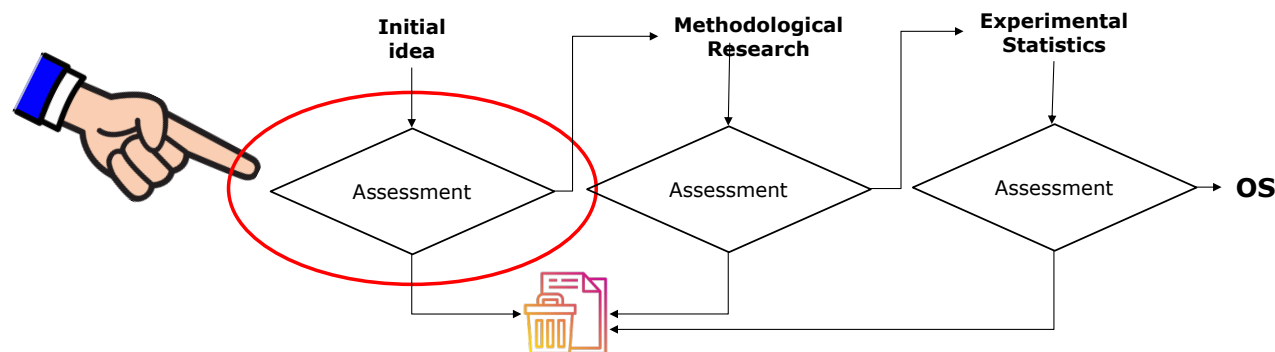 Initial
idea
Methodological
Research
Experimental
Statistics
Assessment
Assessment
Assessment
OS